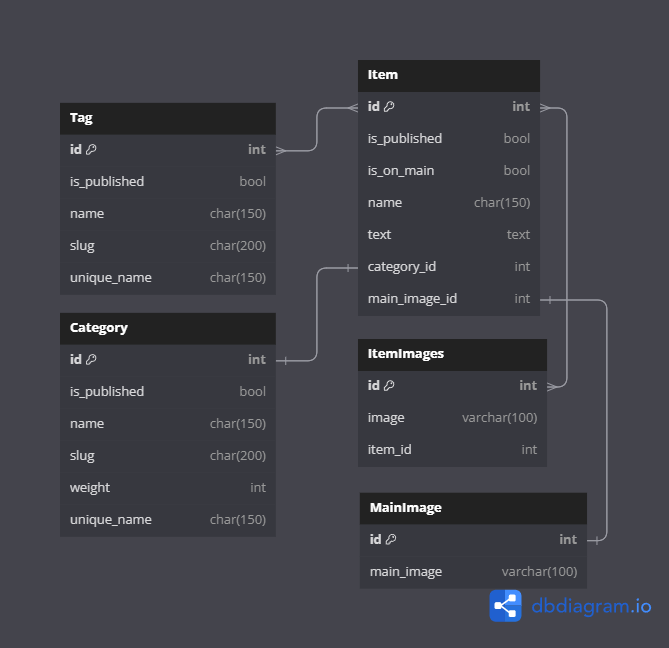 Tag
id int
is_published bool
name char(150)
slug char(200)
unique_name char(150)
Category
id int
is_published bool
name char(150)
slug char(200)
weight int
unique_name char(150)
Item
id int
is_published bool
is_on_main bool
name char(150)
text text
category_id int
main_image_id int
ItemImages
id int
image varchar(100)
item_id int
MainImage
id int
main_image varchar(100)
dbdiagram.io